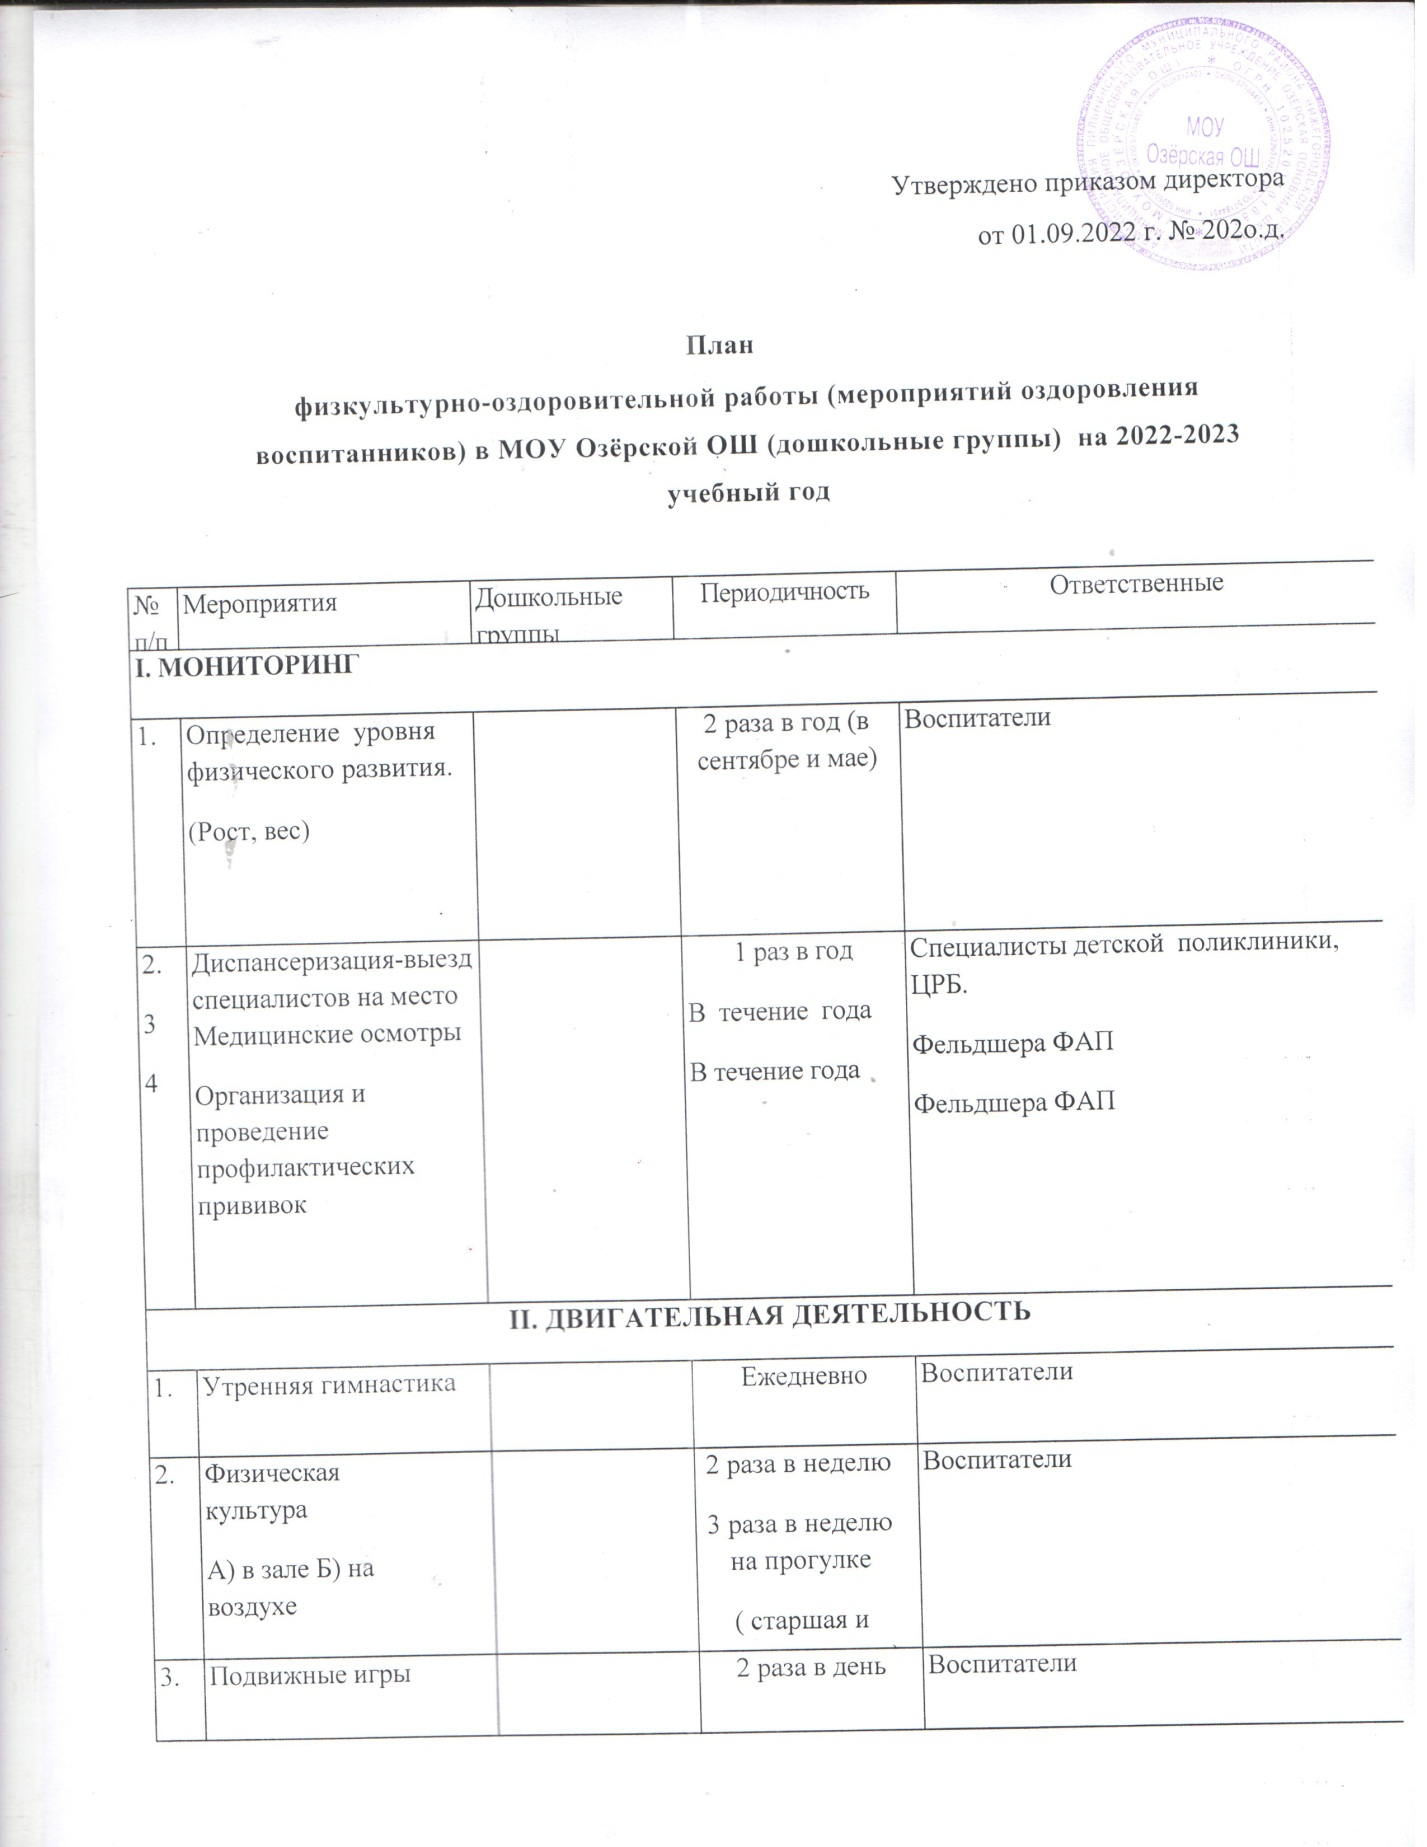 МОУ
Озёрская ОШ
Утверждено приказом директора
от 01.09.2022 г. № 202о.д.
План
физкультурно-оздоровительной работы (мероприятий оздоровления
воспитанников) в МОУ Озёрской ОШ (дошкольные группы) на 2022-2023
учебный год
№
п/п
Мероприятия
Дошкольные
группы
Периодичность
Ответственные
I. МОНИТОРИНГ
1.
Определение уровня
физического развития.
(Рост, вес)
2 раза в год (в
сентябре и мае)
Воспитатели
2.
3
4
Диспансеризация-выезд
специалистов на место
Медицинские осмотры
Организация и
проведение
профилактических
прививок
1 раз в год
В течение года
В течение года
Специалисты детской поликлиники,
ЦРБ.
Фельдшера ФАП
Фельдшера ФАП
II. ДВИГАТЕЛЬНАЯ ДЕЯТЕЛЬНОСТЬ
1.
Утренняя гимнастика
Ежедневно
Воспитатели
2.
Физическая
культура
А) в зале Б) на
воздухе
2 раза в неделю
3 раза в неделю
на прогулке
( старшая и
Воспитатели
3.
Подвижные игры
2 раза в день
Воспитатели